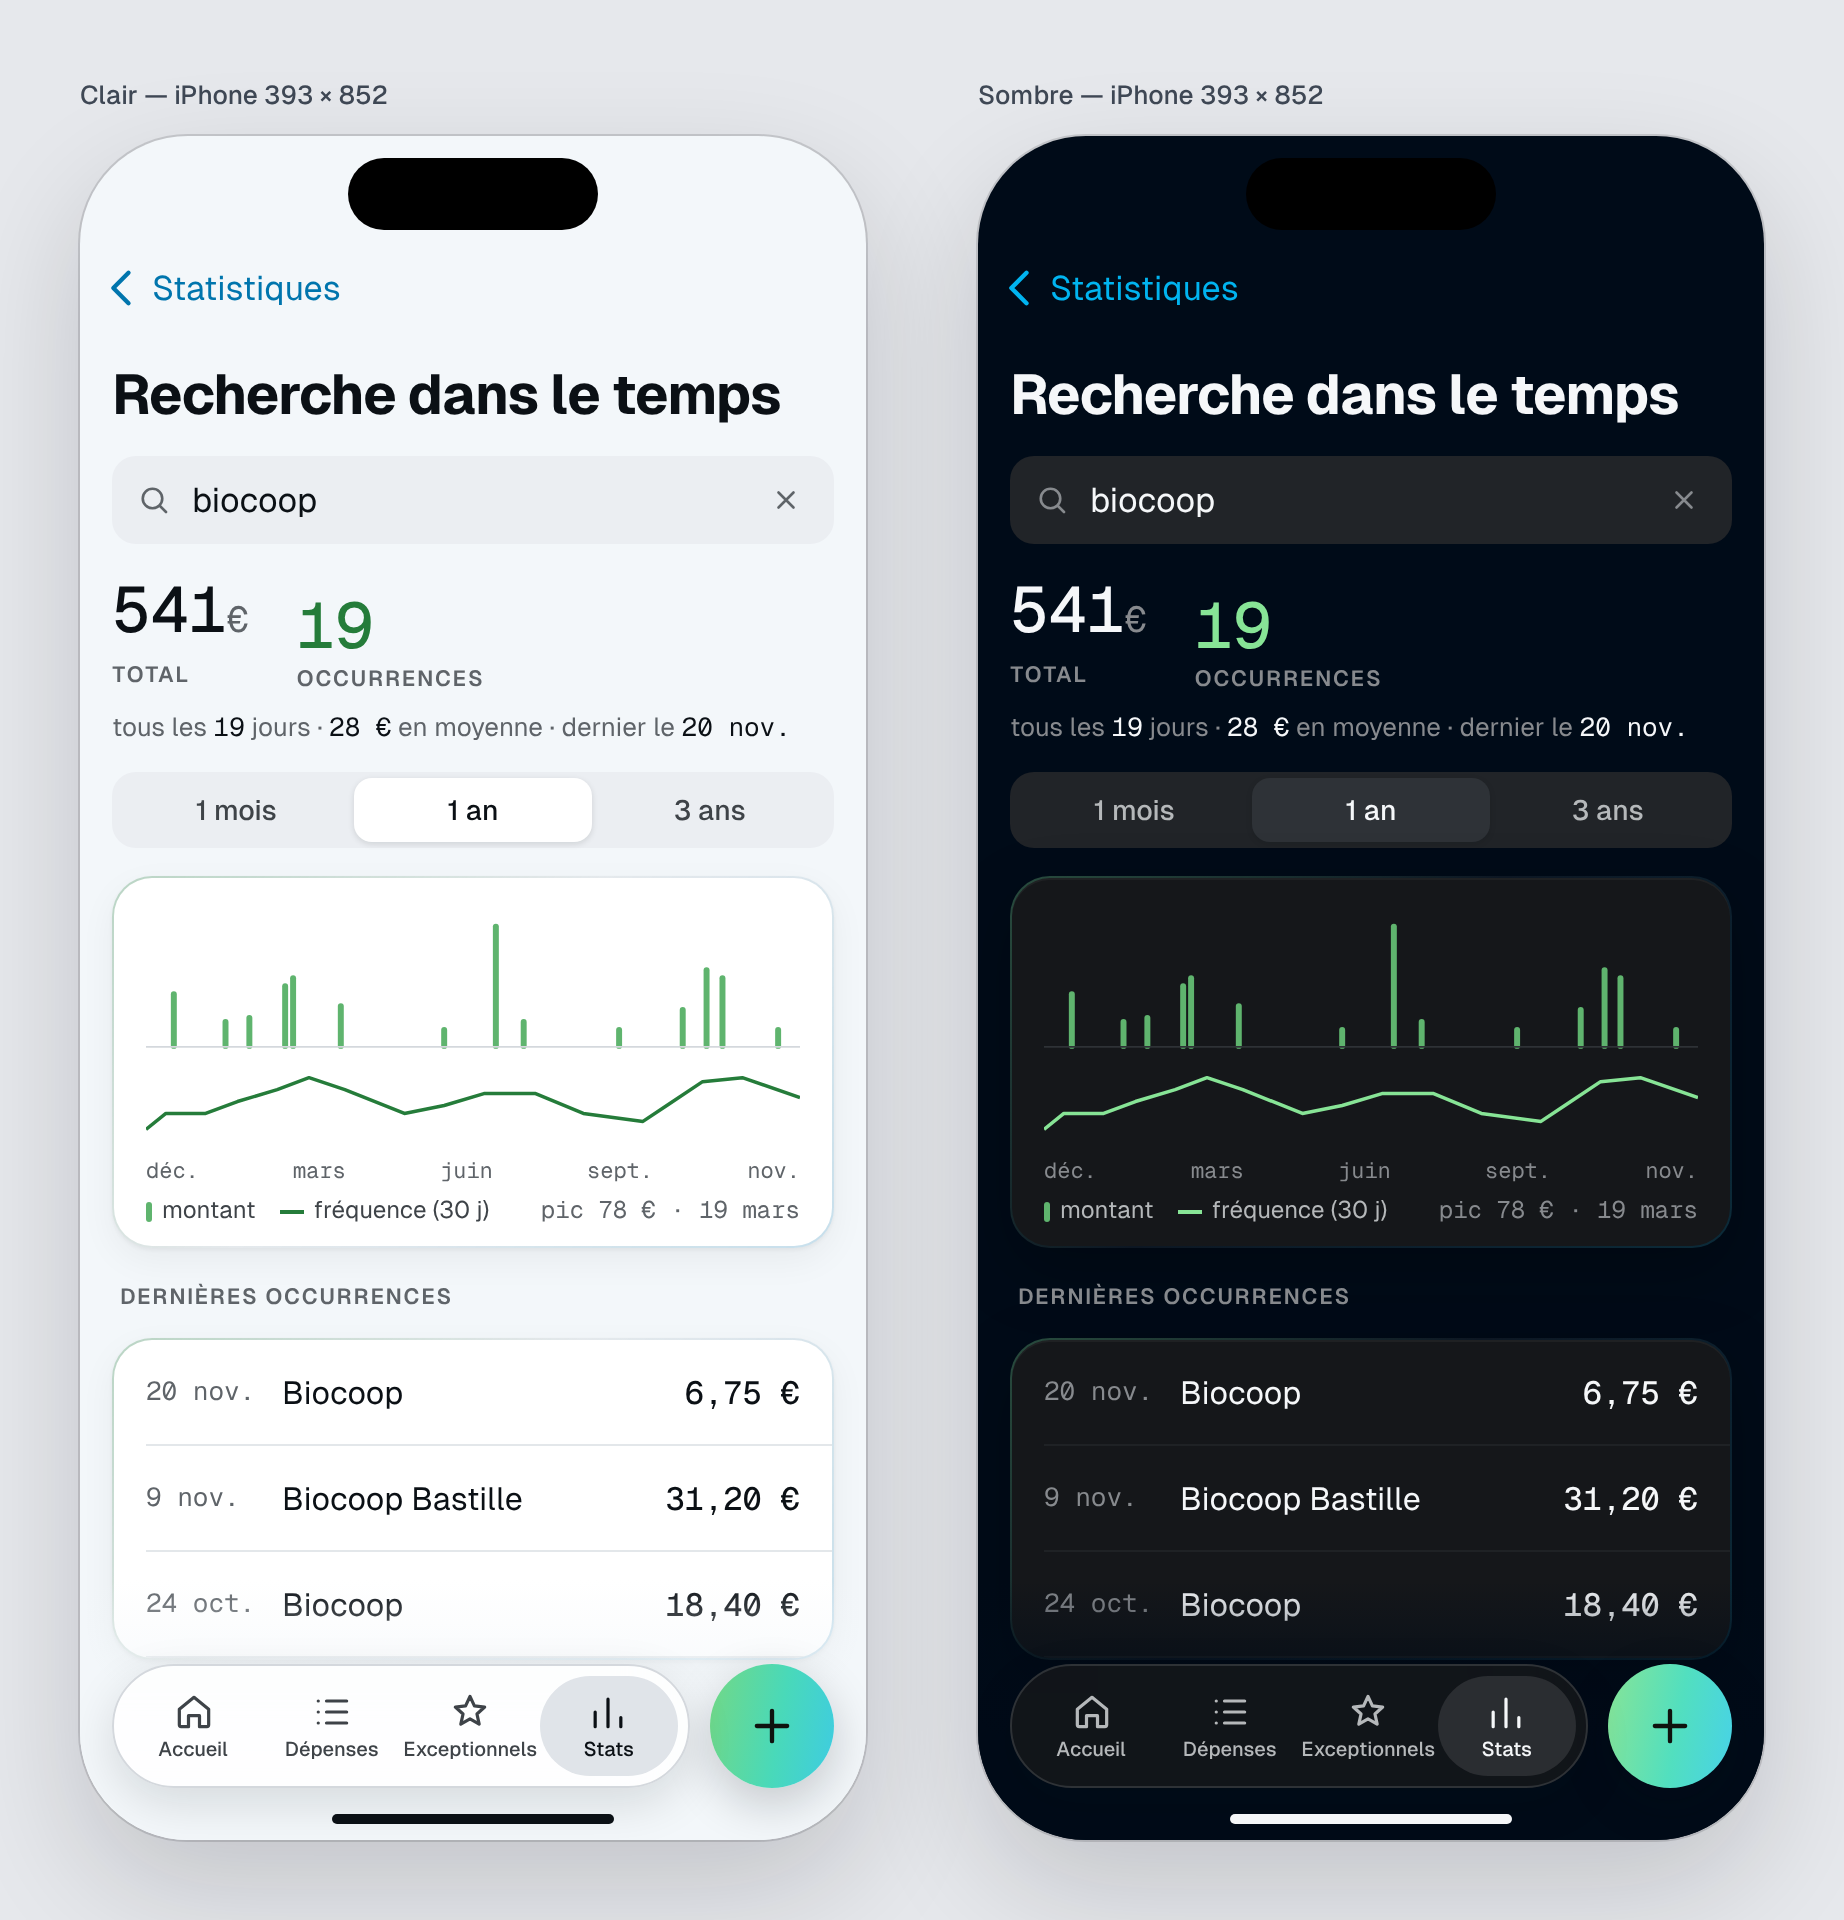 Clair — iPhone 393 × 852
Statistiques
Recherche dans le temps
biocoop
541€ 19
TOTAL OCCURRENCES
tous les 19 jours · 28 € en moyenne · dernier le 20 nov.
1 mois 1 an 3 ans
déc. mars juin sept. nov.
montant fréquence (30 j) pic 78 € · 19 mars
DERNIÈRES OCCURRENCES
20 nov. Biocoop 6,75 €
9 nov. Biocoop Bastille 31,20 €
24 oct. Biocoop 18,40 €
Accueil Dépenses Exceptionnels Stats
Sombre — iPhone 393 × 852
Statistiques
Recherche dans le temps
biocoop
541€ 19
TOTAL OCCURRENCES
tous les 19 jours · 28 € en moyenne · dernier le 20 nov.
1 mois 1 an 3 ans
déc. mars juin sept. nov.
montant fréquence (30 j) pic 78 € · 19 mars
DERNIÈRES OCCURRENCES
20 nov. Biocoop 6,75 €
9 nov. Biocoop Bastille 31,20 €
24 oct. Biocoop 18,40 €
Accueil Dépenses Exceptionnels Stats